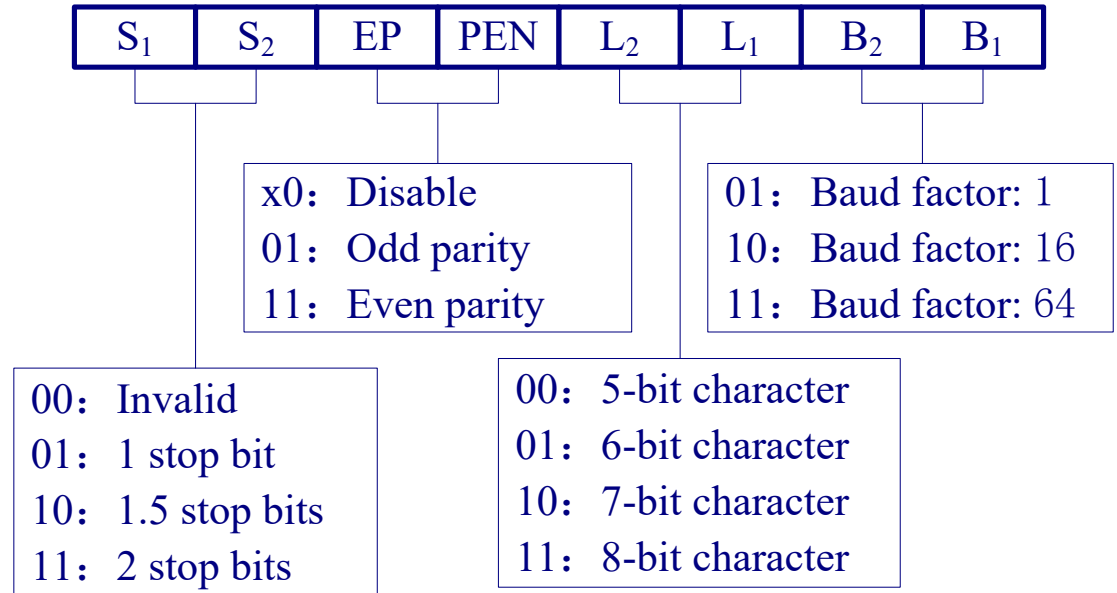 S₁ S₂ EP PEN L₂ L₁ B₂ B₁
x0： Disable
01： Odd parity
11： Even parity
01： Baud factor: 1
10： Baud factor: 16
11： Baud factor: 64
00： Invalid
01： 1 stop bit
10： 1.5 stop bits
11： 2 stop bits
00： 5-bit character
01： 6-bit character
10： 7-bit character
11： 8-bit character